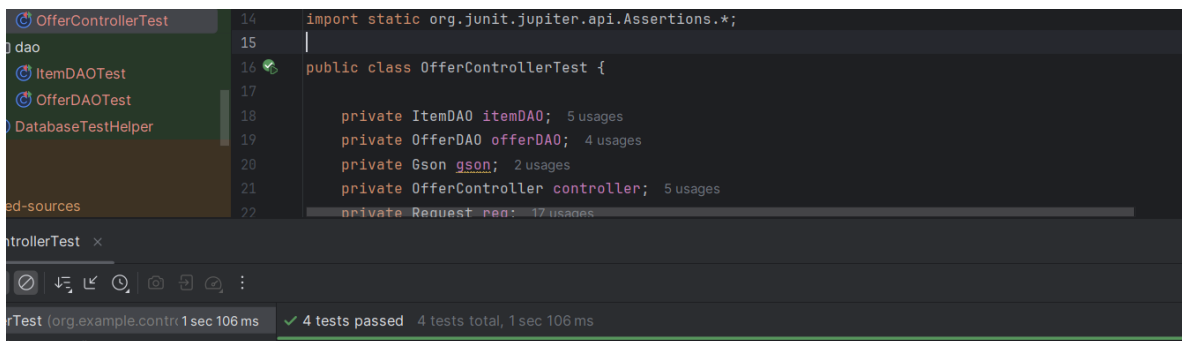 OfferControllerTest
dao
ItemDAOTest
OfferDAOTest
DatabaseTestHelper
ed-sources
14 import static org.junit.jupiter.api.Assertions.*;
15
16 public class OfferControllerTest {
17
18 private ItemDAO itemDAO; 5 usages
19 private OfferDAO offerDAO; 4 usages
20 private Gson gson; 2 usages
21 private OfferController controller; 5 usages
22 private Request req; 17 usages
ntrollerTest ×
rTest (org.example.contro 1 sec 106 ms
4 tests passed 4 tests total, 1 sec 106 ms